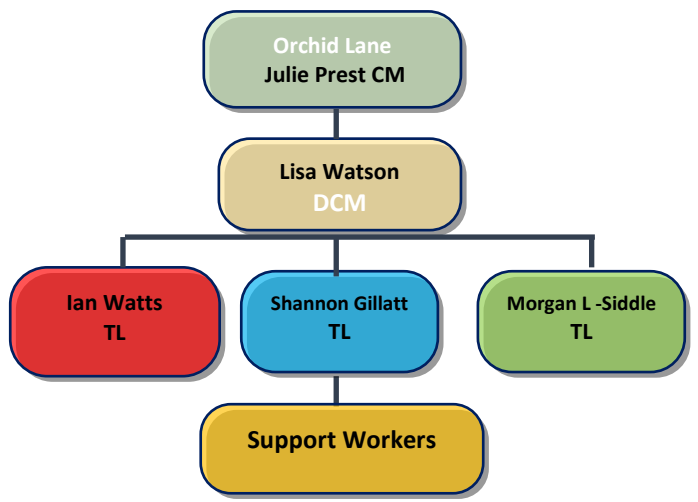 Orchid Lane
Julie Prest CM
Lisa Watson
DCM
Ian Watts
TL
Shannon Gillatt
TL
Morgan L -Siddle
TL
Support Workers